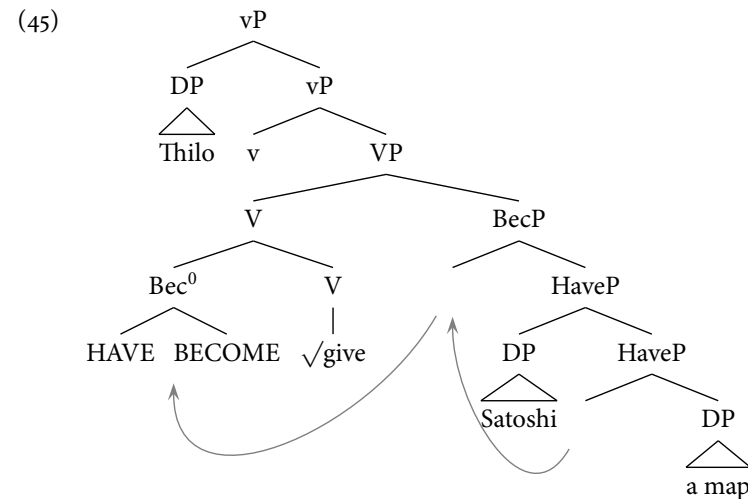 (45) vP
DP vP
Thilo v VP
V BecP
Bec⁰ V HaveP
HAVE BECOME √give DP HaveP
Satoshi DP
a map